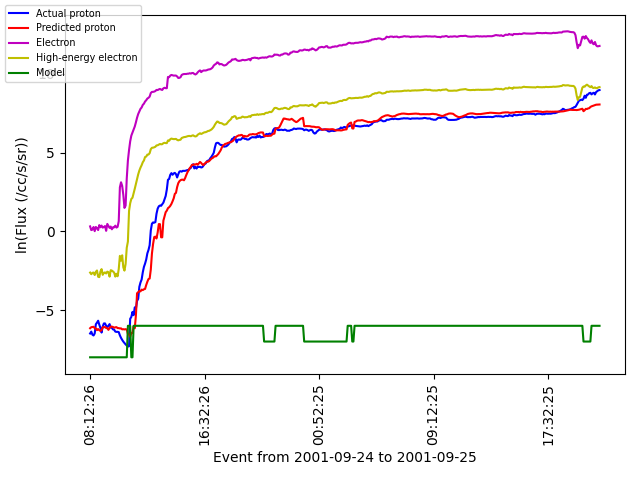 Actual proton
Predicted proton
Electron
High-energy electron
Model
5
0
−5
ln(Flux (/cc/s/sr))
08:12:26
16:32:26
00:52:25
09:12:25
17:32:25
Event from 2001-09-24 to 2001-09-25